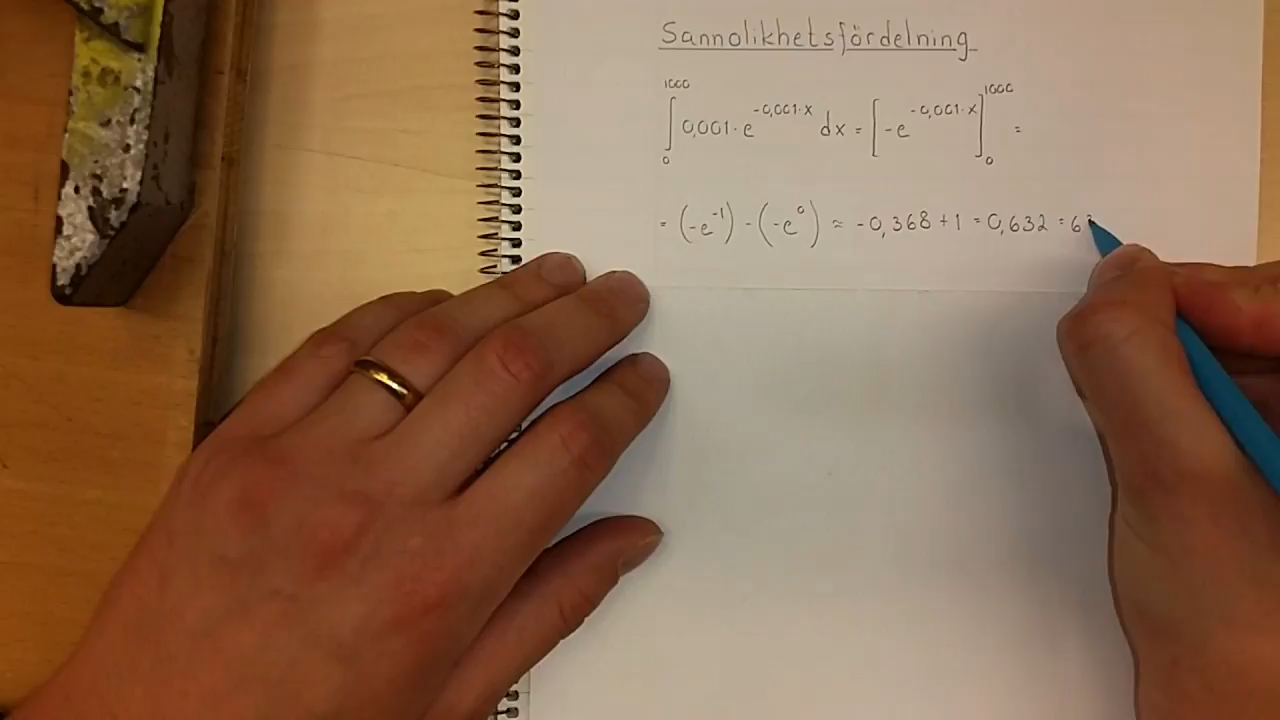 Sannolikhetsfördelning
∫₀¹⁰⁰⁰ 0,001·e^(-0,001·x) dx = [-e^(-0,001·x)]₀¹⁰⁰⁰ =
= (-e⁻¹) - (-e⁰) ≈ -0,368 + 1 = 0,632 = 6